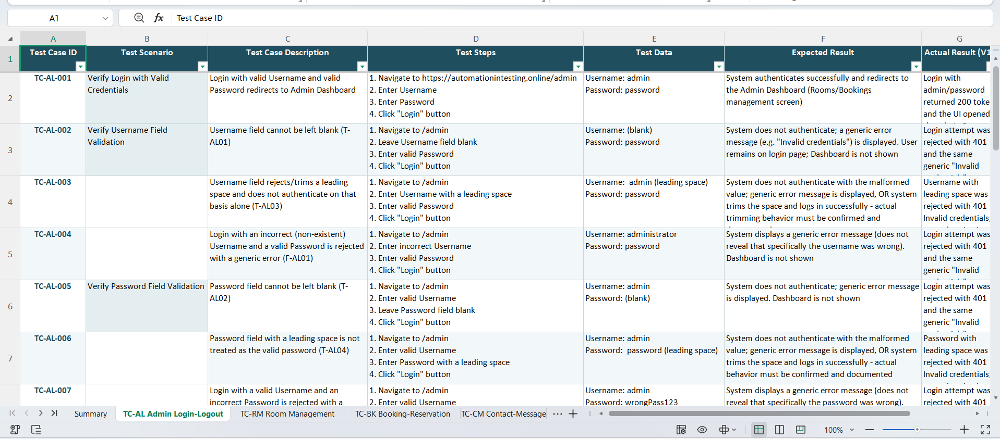 A1
fx
Test Case ID
A B C D E F G
1
Test Case ID
Test Scenario
Test Case Description
Test Steps
Test Data
Expected Result
Actual Result (V1
2
TC-AL-001
Verify Login with Valid
Credentials
Login with valid Username and valid
Password redirects to Admin Dashboard
1. Navigate to https://automationintesting.online/admin
2. Enter Username
3. Enter Password
4. Click "Login" button
Username: admin
Password: password
System authenticates successfully and redirects to
the Admin Dashboard (Rooms/Bookings
management screen)
Login with
admin/password
returned 200 toke
and the UI opened
3
TC-AL-002
Verify Username Field
Validation
Username field cannot be left blank (T-
AL01)
1. Navigate to /admin
2. Leave Username field blank
3. Enter valid Password
4. Click "Login" button
Username: (blank)
Password: password
System does not authenticate; a generic error
message (e.g. "Invalid credentials") is displayed. User
remains on login page; Dashboard is not shown
Login attempt was
rejected with 401
and the same
generic "Invalid
4
TC-AL-003
Username field rejects/trims a leading
space and does not authenticate on that
basis alone (T-AL03)
1. Navigate to /admin
2. Enter Username with a leading space
3. Enter valid Password
4. Click "Login" button
Username:  admin (leading space)
Password: password
System does not authenticate with the malformed
value; generic error message is displayed, OR system
trims the space and logs in successfully - actual
trimming behavior must be confirmed and
Username with
leading space was
rejected with 401
Invalid credentials;
5
TC-AL-004
Login with an incorrect (non-existent)
Username and a valid Password is rejected
with a generic error (F-AL01)
1. Navigate to /admin
2. Enter incorrect Username
3. Enter valid Password
4. Click "Login" button
Username: administrator
Password: password
System displays a generic error message (does not
reveal that specifically the username was wrong).
Dashboard is not shown
Login attempt was
rejected with 401
and the same
generic "Invalid
6
TC-AL-005
Verify Password Field Validation
Password field cannot be left blank (T-
AL02)
1. Navigate to /admin
2. Enter valid Username
3. Leave Password field blank
4. Click "Login" button
Username: admin
Password: (blank)
System does not authenticate; generic error message
is displayed. Dashboard is not shown
Login attempt was
rejected with 401
and the same
generic "Invalid
7
TC-AL-006
Password field with a leading space is not
treated as the valid password (T-AL04)
1. Navigate to /admin
2. Enter valid Username
3. Enter Password with a leading space
4. Click "Login" button
Username: admin
Password:  password (leading space)
System does not authenticate with the malformed
value; generic error message is displayed, OR system
trims the space and logs in successfully - actual
behavior must be confirmed and documented
Password with
leading space was
rejected with 401
Invalid credentials;
TC-AL-007
Login with a valid Username and an
incorrect Password is rejected with a
1. Navigate to /admin
2. Enter valid Username
Username: admin
Password: wrongPass123
System displays a generic error message (does not
reveal that specifically the password was wrong).
Login attempt was
rejected with 401
Summary
TC-AL Admin Login-Logout
TC-RM Room Management
TC-BK Booking-Reservation
TC-CM Contact-Message
100%